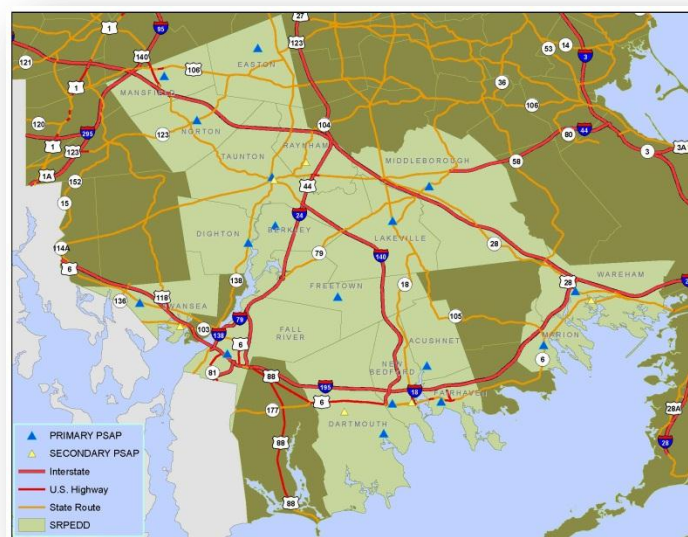 27
1
95
123
140
121
1
106
EASTON
53
14
3
MANSFIELD
36
120
NORTON
106
295
123
104
80
44
1
123
TAUNTON
RAYNHAM
MIDDLEBOROUGH
3
3A
1A
152
58
44
15
24
DIGHTON
BERKLEY
LAKEVILLE
79
140
28
114A
6
138
18
28
WAREHAM
136
118
FREETOWN
SWANSEA
79
105
103
138
FALL
RIVER
6
ACUSHNET
MARION
6
81
88
NEW
BEDFORD
195
18
FAIRHAVEN
177
6
28A
DARTMOUTH
88
28
88
PRIMARY PSAP
SECONDARY PSAP
Interstate
U.S. Highway
State Route
SRPEDD